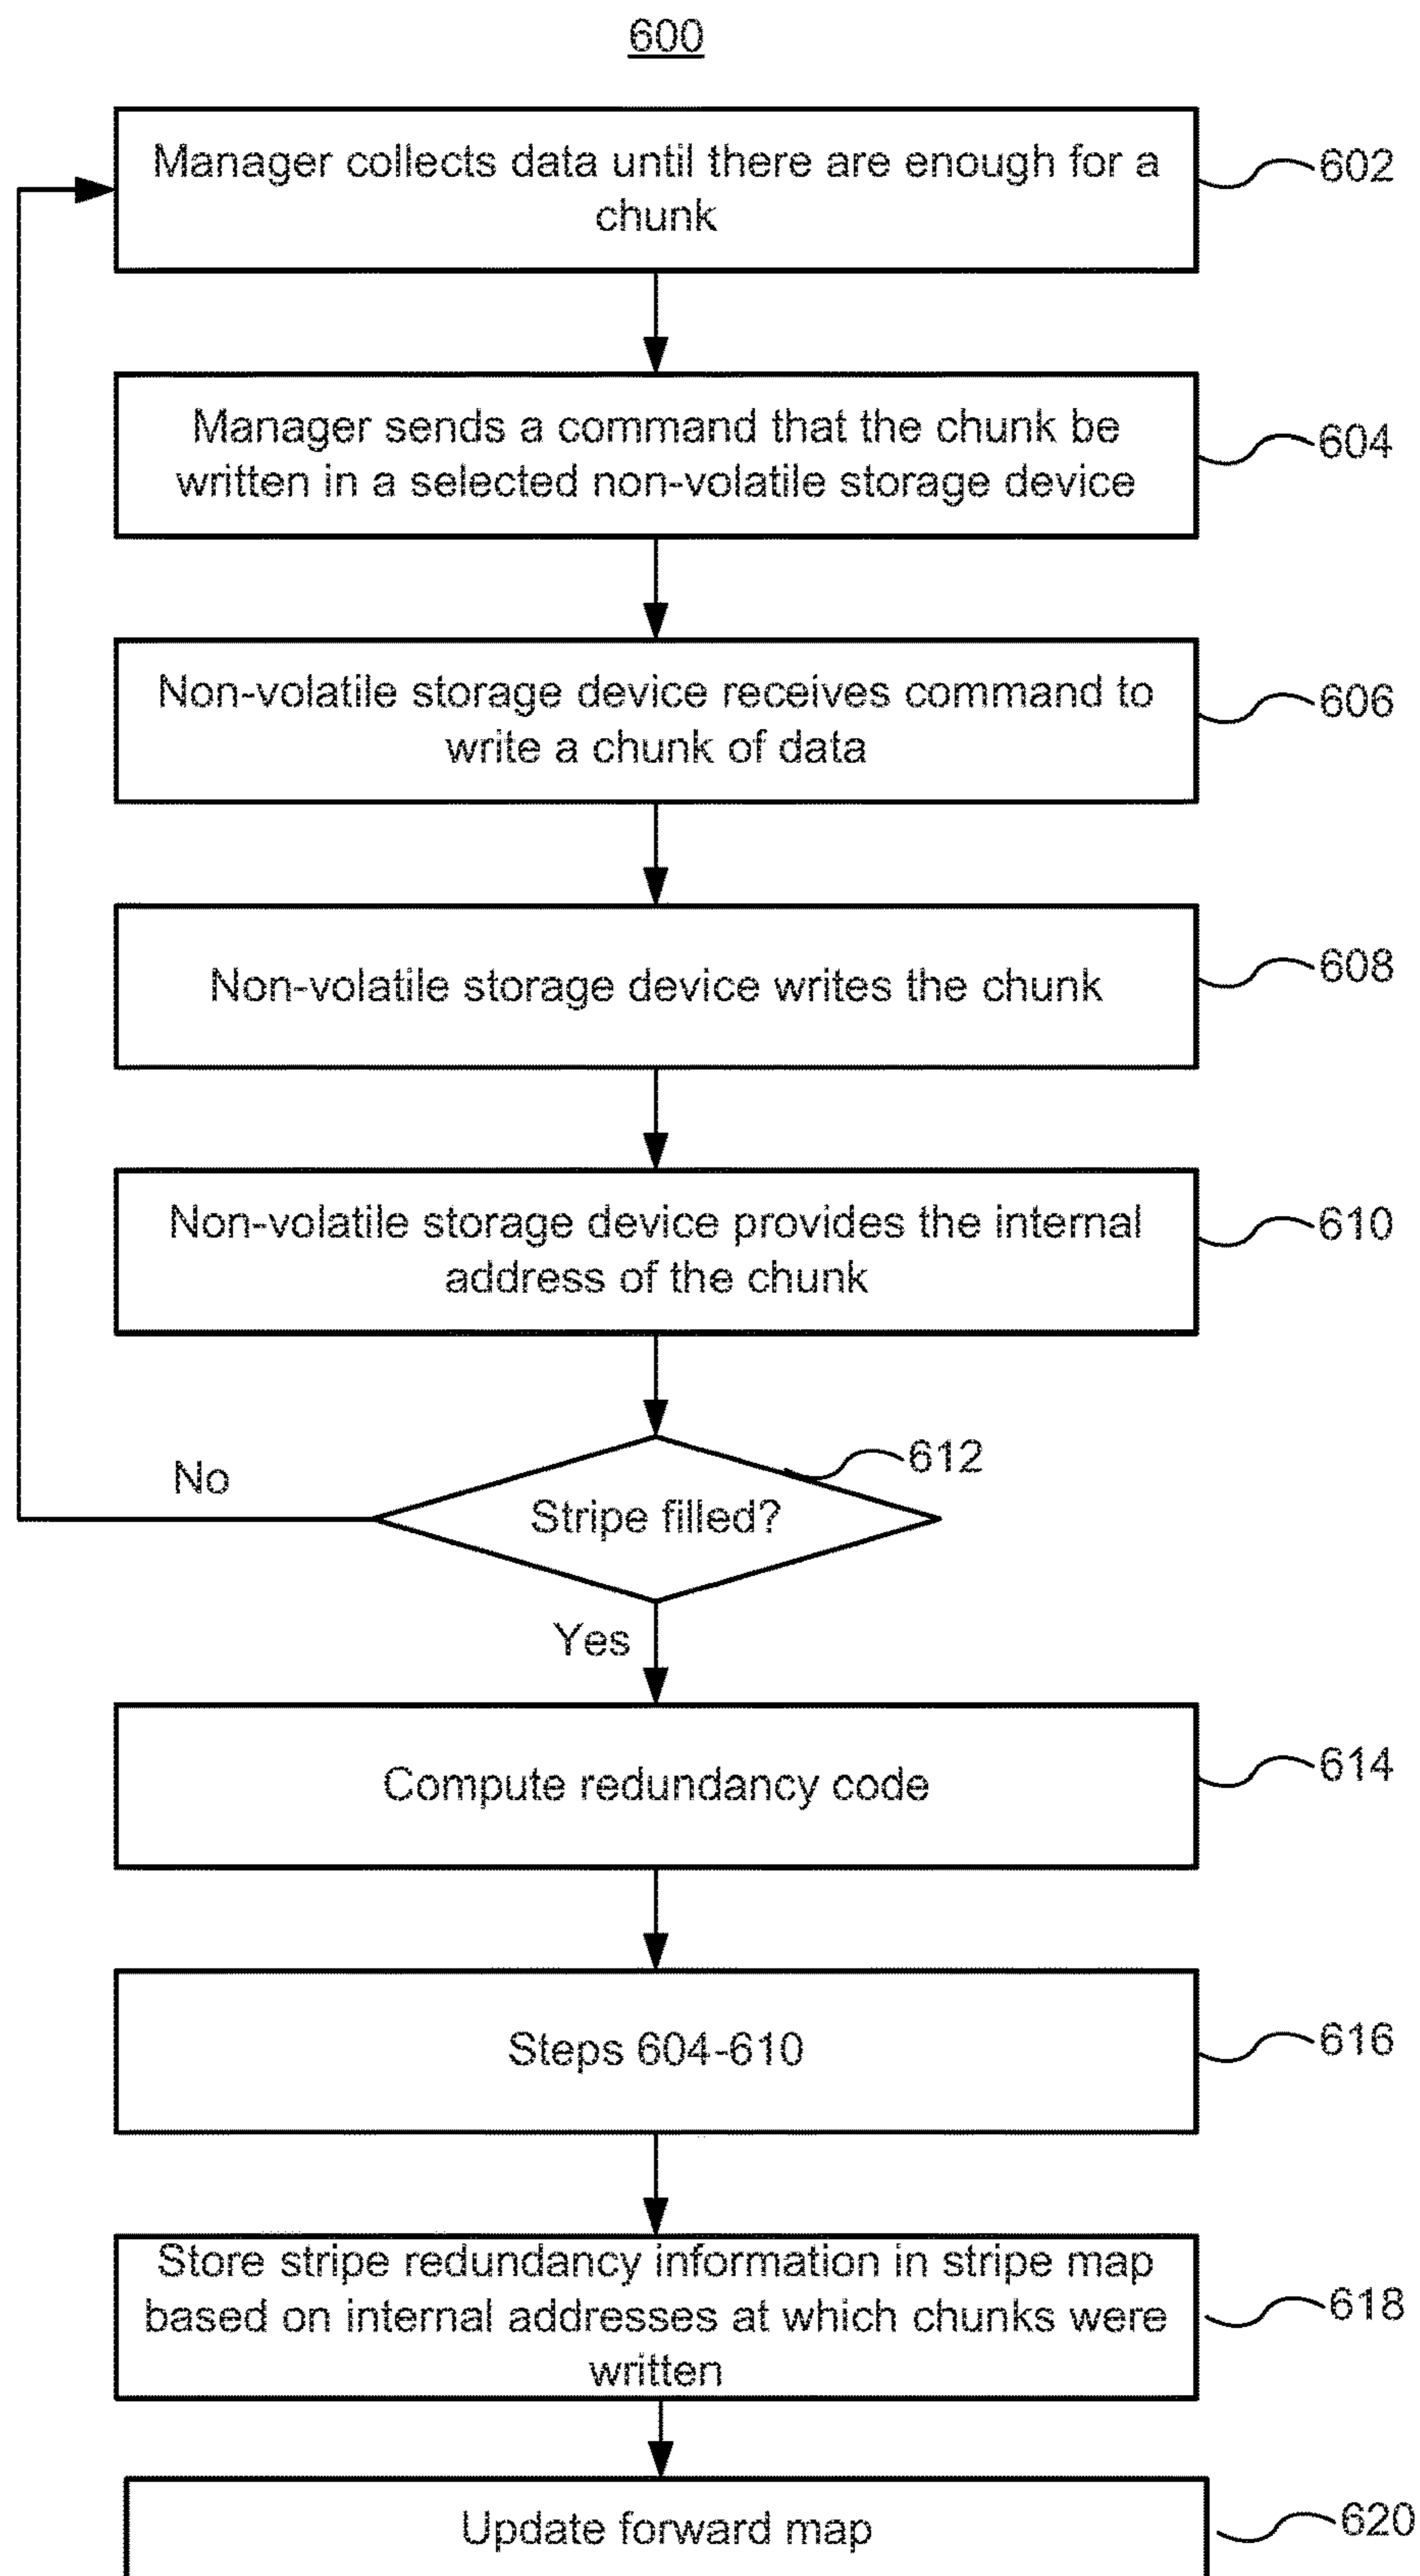 600
Manager collects data until there are enough for a
chunk
602
Manager sends a command that the chunk be
written in a selected non-volatile storage device
604
Non-volatile storage device receives command to
write a chunk of data
606
Non-volatile storage device writes the chunk
608
Non-volatile storage device provides the internal
address of the chunk
610
612
No
Stripe filled?
Yes
Compute redundancy code
614
Steps 604-610
616
Store stripe redundancy information in stripe map
based on internal addresses at which chunks were
written
618
Update forward map
620